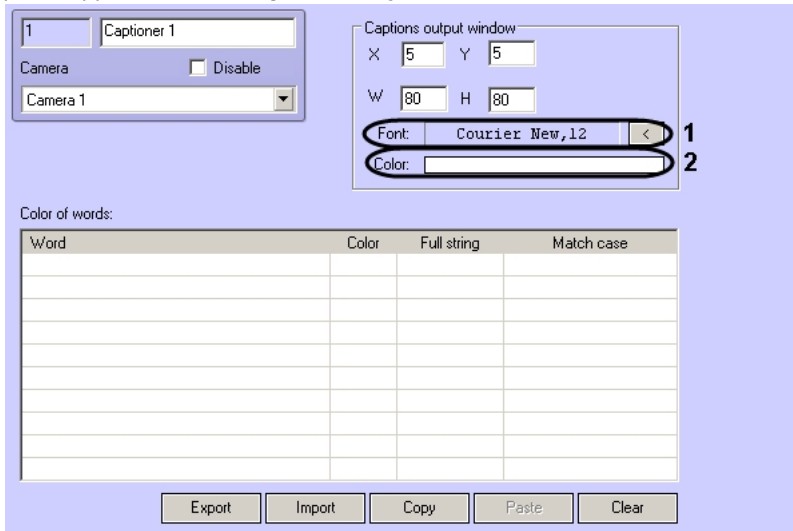 1 Captioner 1
Camera Disable
Camera 1
Captions output window
X 5 Y 5
W 80 H 80
Font: Courier New,12 < 1
Color: 2
Color of words:
Word Color Full string Match case
Export Import Copy Paste Clear